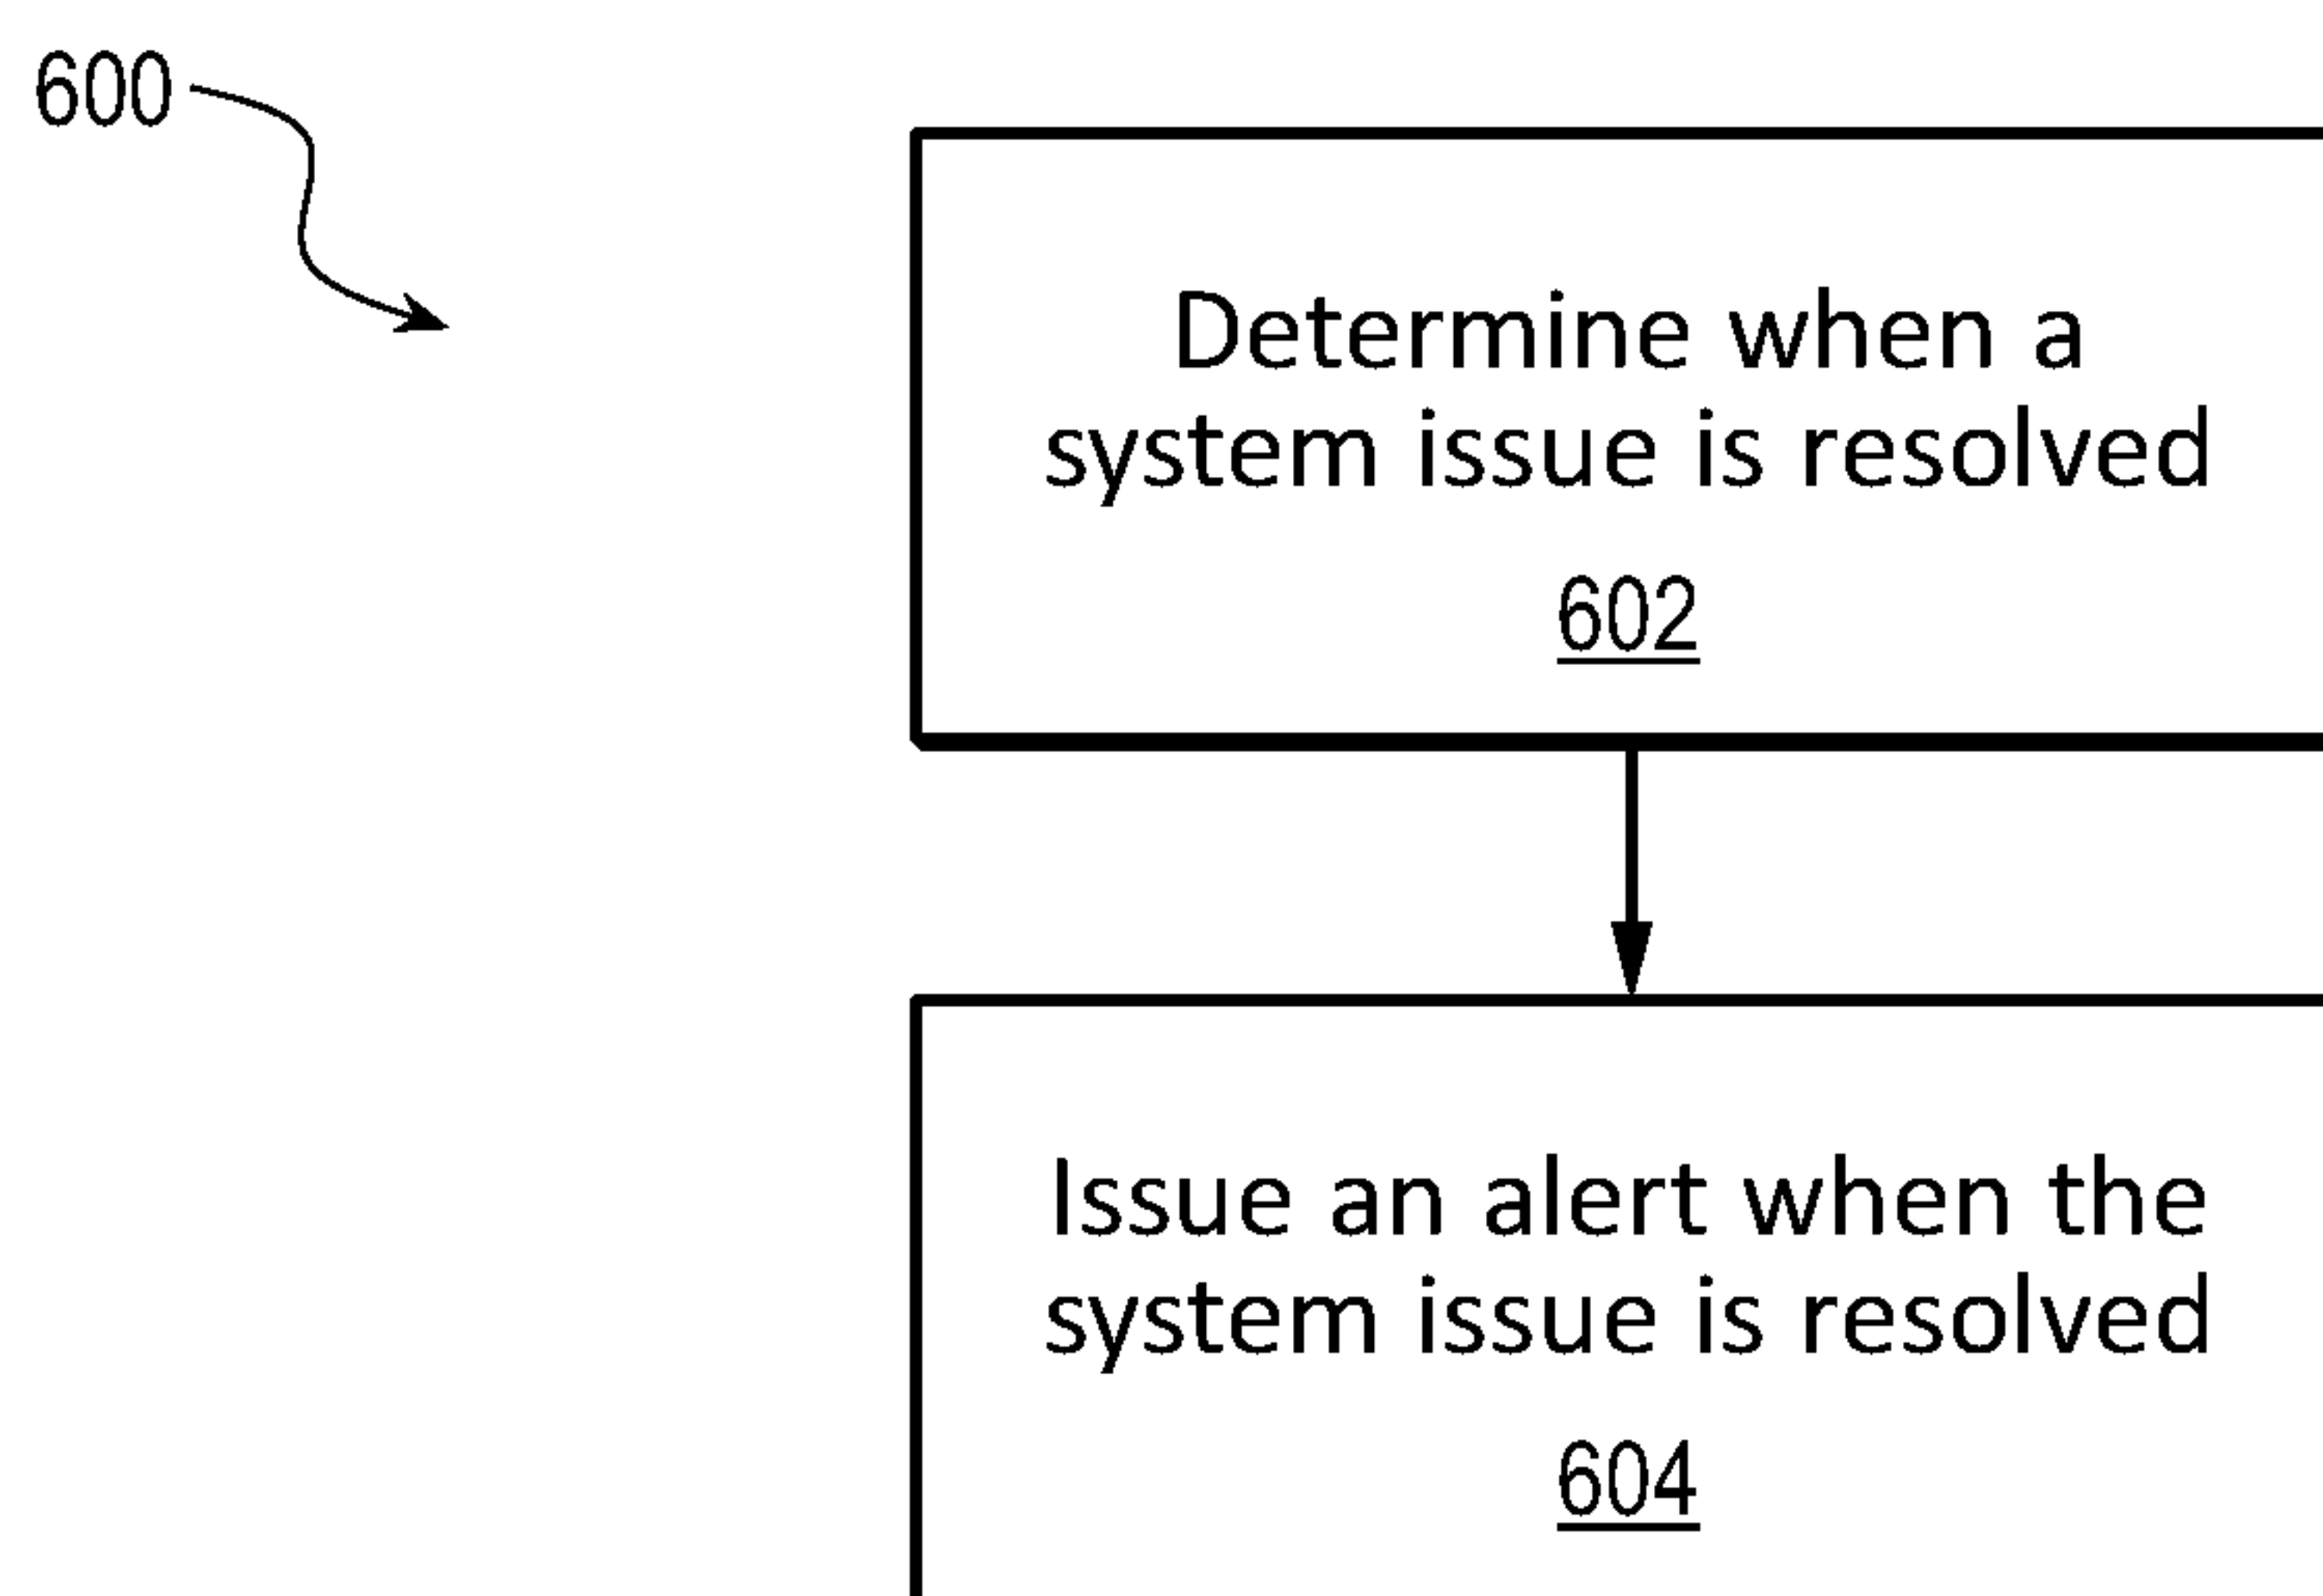 600
Determine when a
system issue is resolved
602
Issue an alert when the
system issue is resolved
604